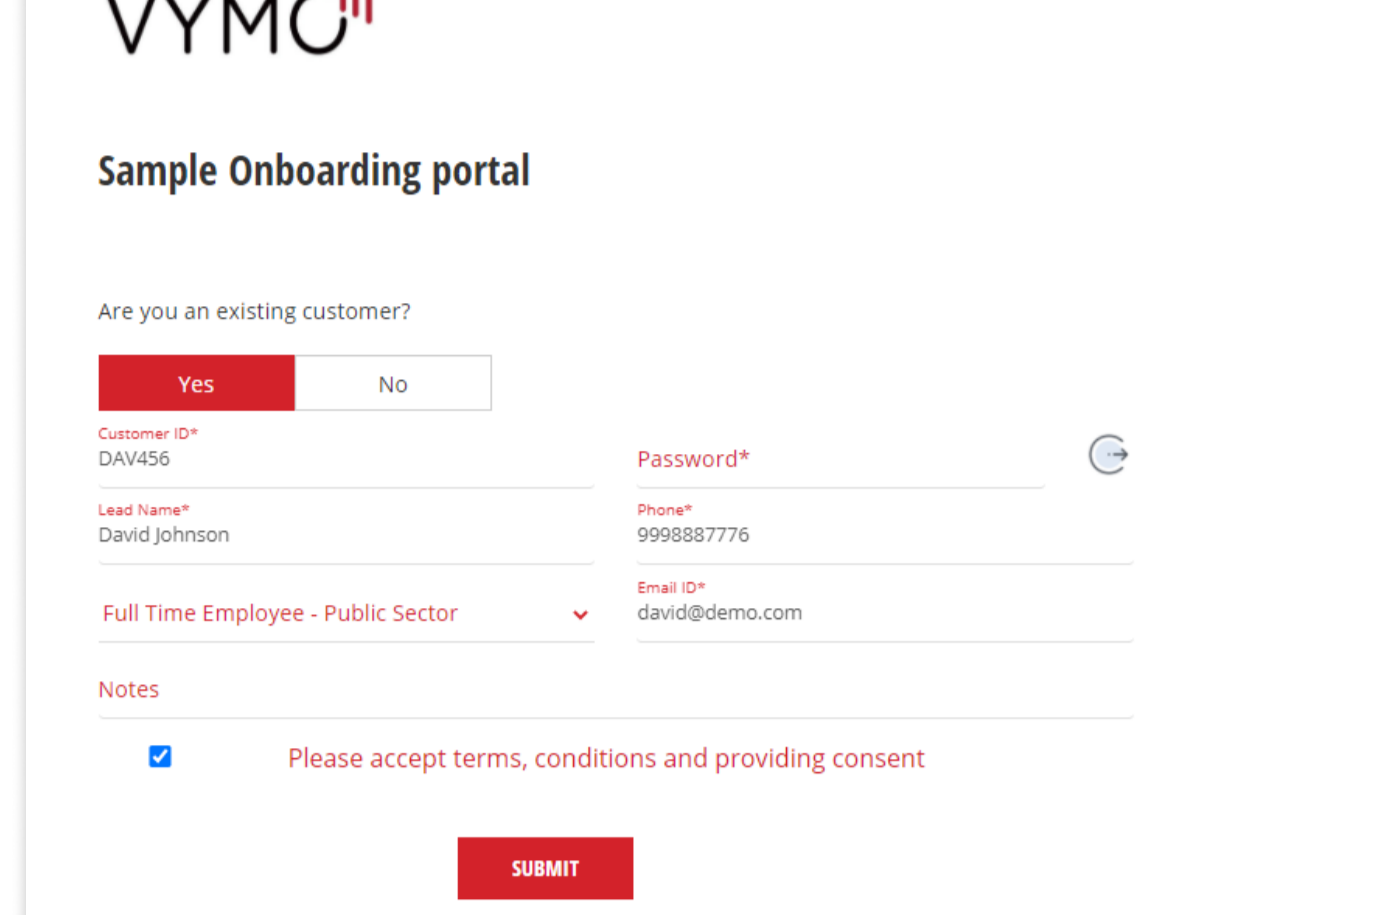 VYMO
Sample Onboarding portal
Are you an existing customer?
Yes No
Customer ID*
DAV456
Password*
Lead Name*
David Johnson
Phone*
9998887776
Full Time Employee - Public Sector
Email ID*
david@demo.com
Notes
Please accept terms, conditions and providing consent
SUBMIT